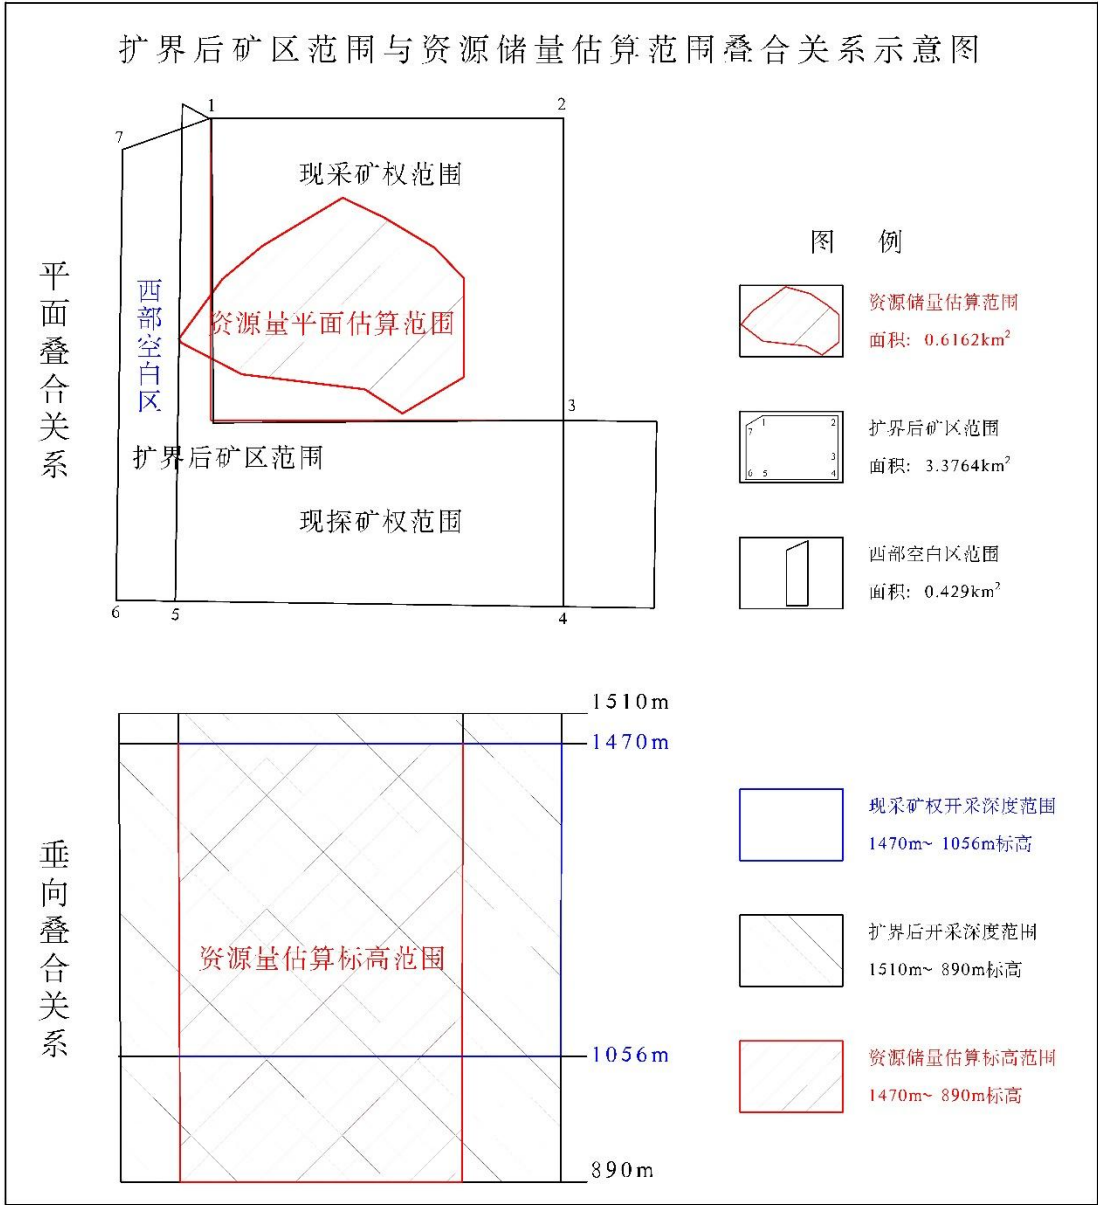 扩界后矿区范围与资源储量估算范围叠合关系示意图
平面叠合关系
1
2
7
现采矿权范围
西部空白区
资源量平面估算范围
3
扩界后矿区范围
现探矿权范围
6
5
4
图 例
资源储量估算范围
面积: 0.6162km²
1
2
7
3
6
5
4
扩界后矿区范围
面积: 3.3764km²
西部空白区范围
面积: 0.429km²
垂向叠合关系
1510m
1470m
资源量估算标高范围
1056m
890m
现采矿权开采深度范围
1470m~ 1056m标高
扩界后开采深度范围
1510m~ 890m标高
资源储量估算标高范围
1470m~ 890m标高